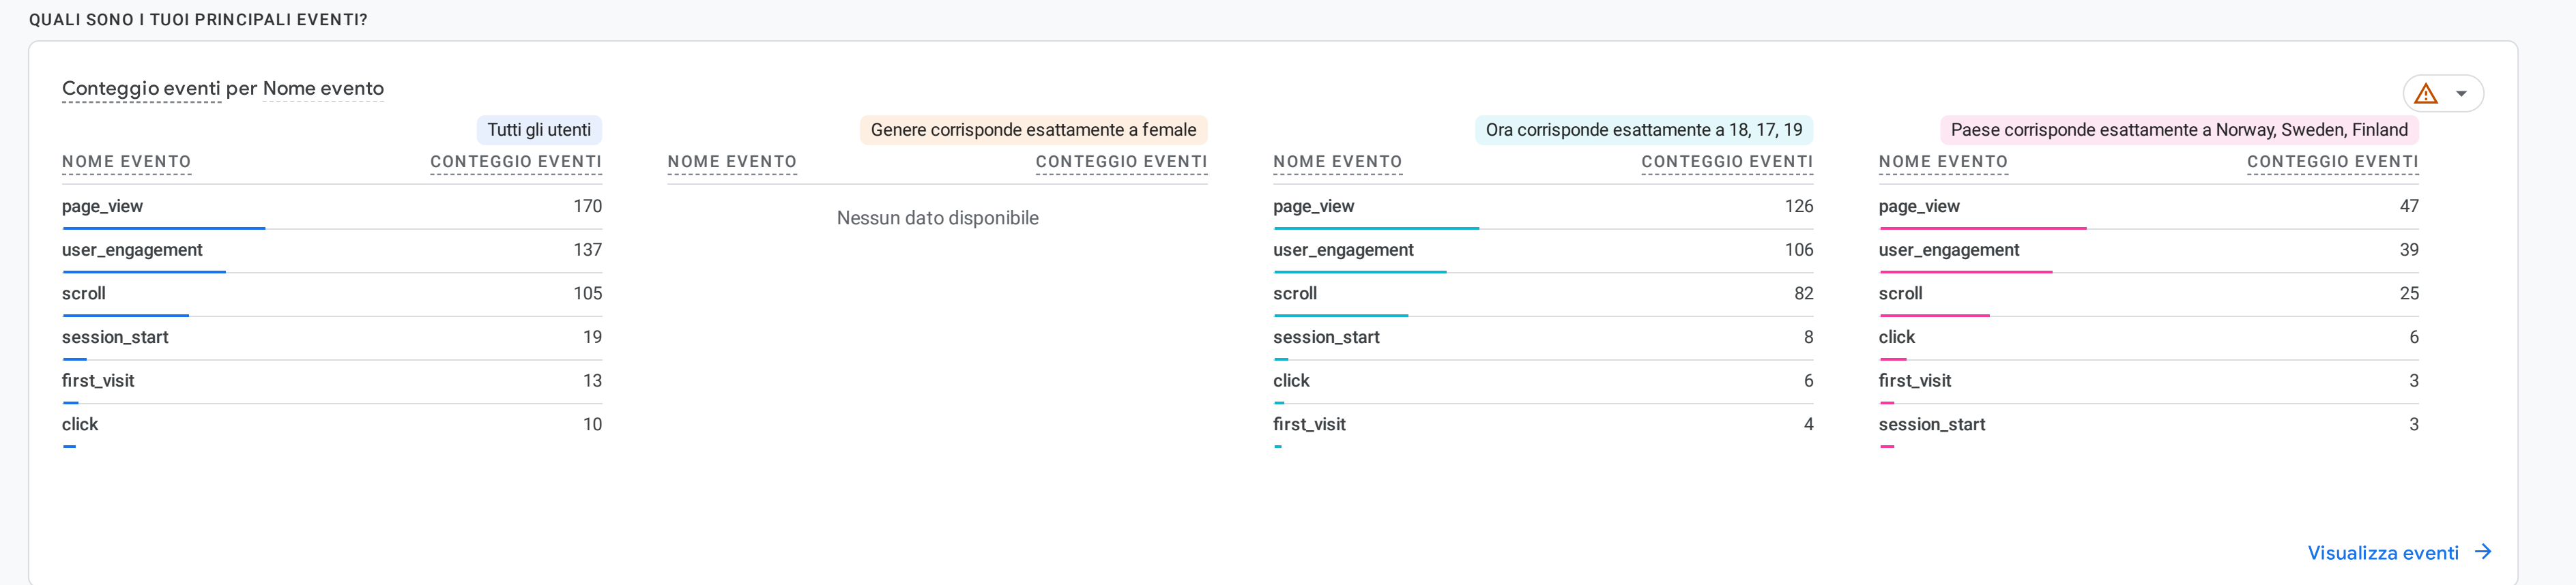 QUALI SONO I TUOI PRINCIPALI EVENTI?
Conteggio eventi per Nome evento
Tutti gli utenti
NOME EVENTO CONTEGGIO EVENTI
page_view 170
user_engagement 137
scroll 105
session_start 19
first_visit 13
click 10
Genere corrisponde esattamente a female
NOME EVENTO CONTEGGIO EVENTI
Nessun dato disponibile
Ora corrisponde esattamente a 18, 17, 19
NOME EVENTO CONTEGGIO EVENTI
page_view 126
user_engagement 106
scroll 82
session_start 8
click 6
first_visit 4
Paese corrisponde esattamente a Norway, Sweden, Finland
NOME EVENTO CONTEGGIO EVENTI
page_view 47
user_engagement 39
scroll 25
click 6
first_visit 3
session_start 3
Visualizza eventi